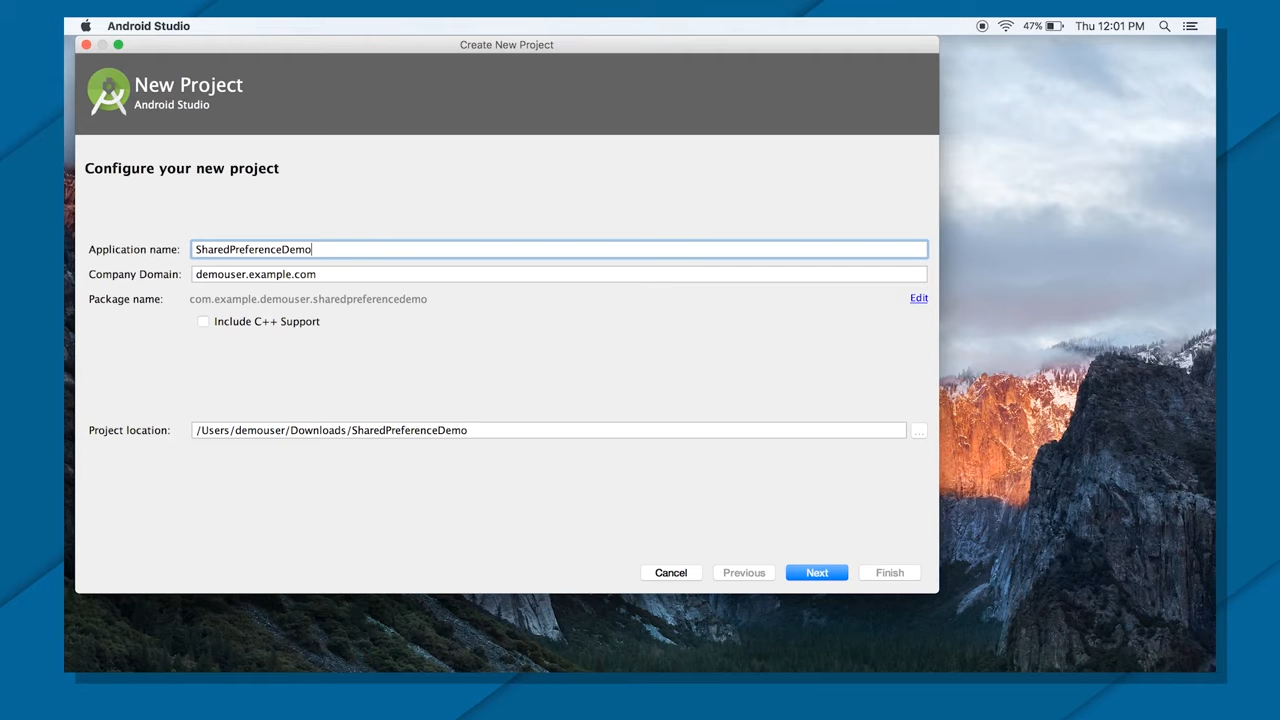 Android Studio
47%
Thu 12:01 PM
Create New Project
New Project
Android Studio
Configure your new project
Application name: SharedPreferenceDemo
Company Domain: demouser.example.com
Package name: com.example.demouser.sharedpreferencedemo Edit
Include C++ Support
Project location: /Users/demouser/Downloads/SharedPreferenceDemo ...
Cancel Previous Next Finish